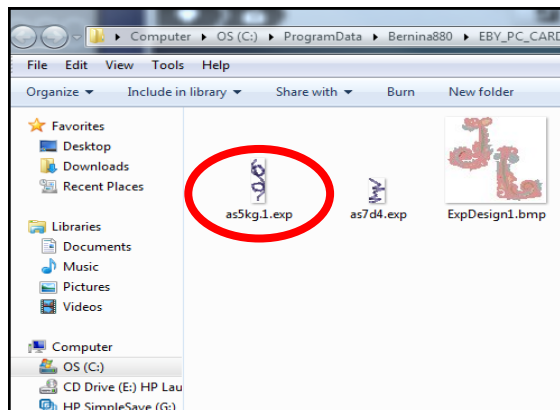 Computer ▸ OS (C:) ▸ ProgramData ▸ Bernina880 ▸ EBY_PC_CARD
File Edit View Tools Help
Organize Include in library Share with Burn New folder
Favorites
Desktop
Downloads
Recent Places
Libraries
Documents
Music
Pictures
Videos
Computer
OS (C:)
CD Drive (E:) HP Lau
HP SimpleSave (G:)
as5kg.1.exp as7d4.exp ExpDesign1.bmp